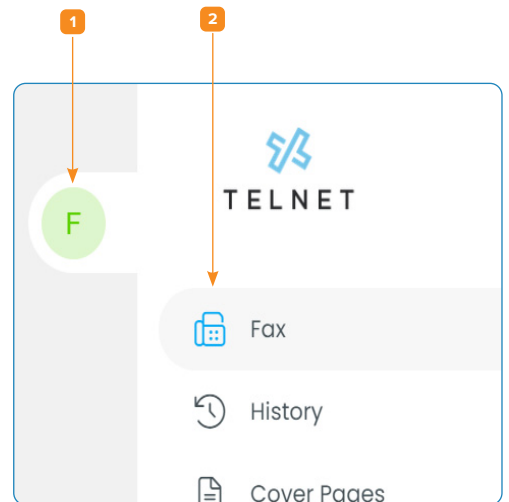 1
2
TELNET
F
Fax
History
Cover Pages